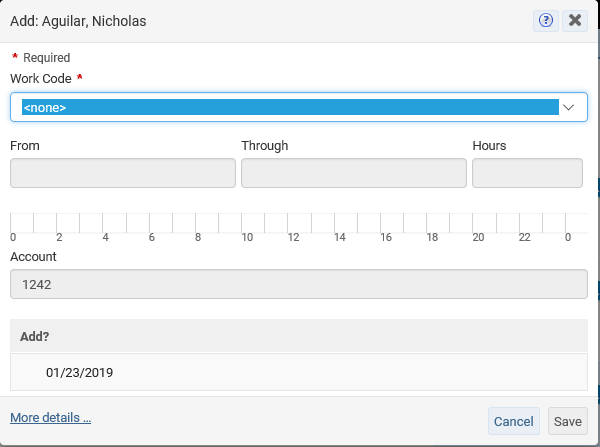 Add: Aguilar, Nicholas
* Required
Work Code *
<none>
From Through Hours
0 2 4 6 8 10 12 14 16 18 20 22 0
Account
1242
Add?
01/23/2019
More details ... Cancel Save